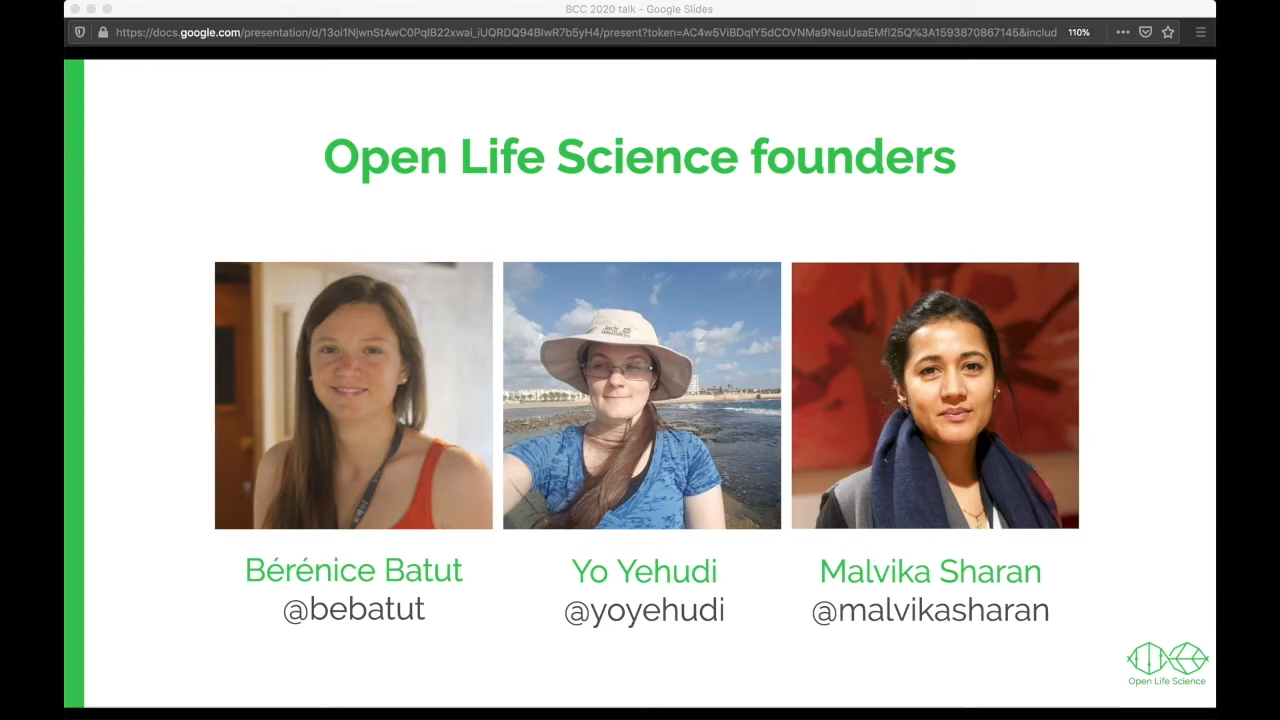 BCC 2020 talk - Google Slides
https://docs.google.com/presentation/d/13oi1NjwnStAwC0PqIB22xwai_iUQRDQ94BIwR7b5yH4/present?token=AC4w5ViBDqlY5dCOVNMa9NeuUsaEMfl25Q%3A1593870867145&includ
110%
Open Life Science founders
Bérénice Batut
Yo Yehudi
Malvika Sharan
@bebatut
@yoyehudi
@malvikasharan
Open Life Science